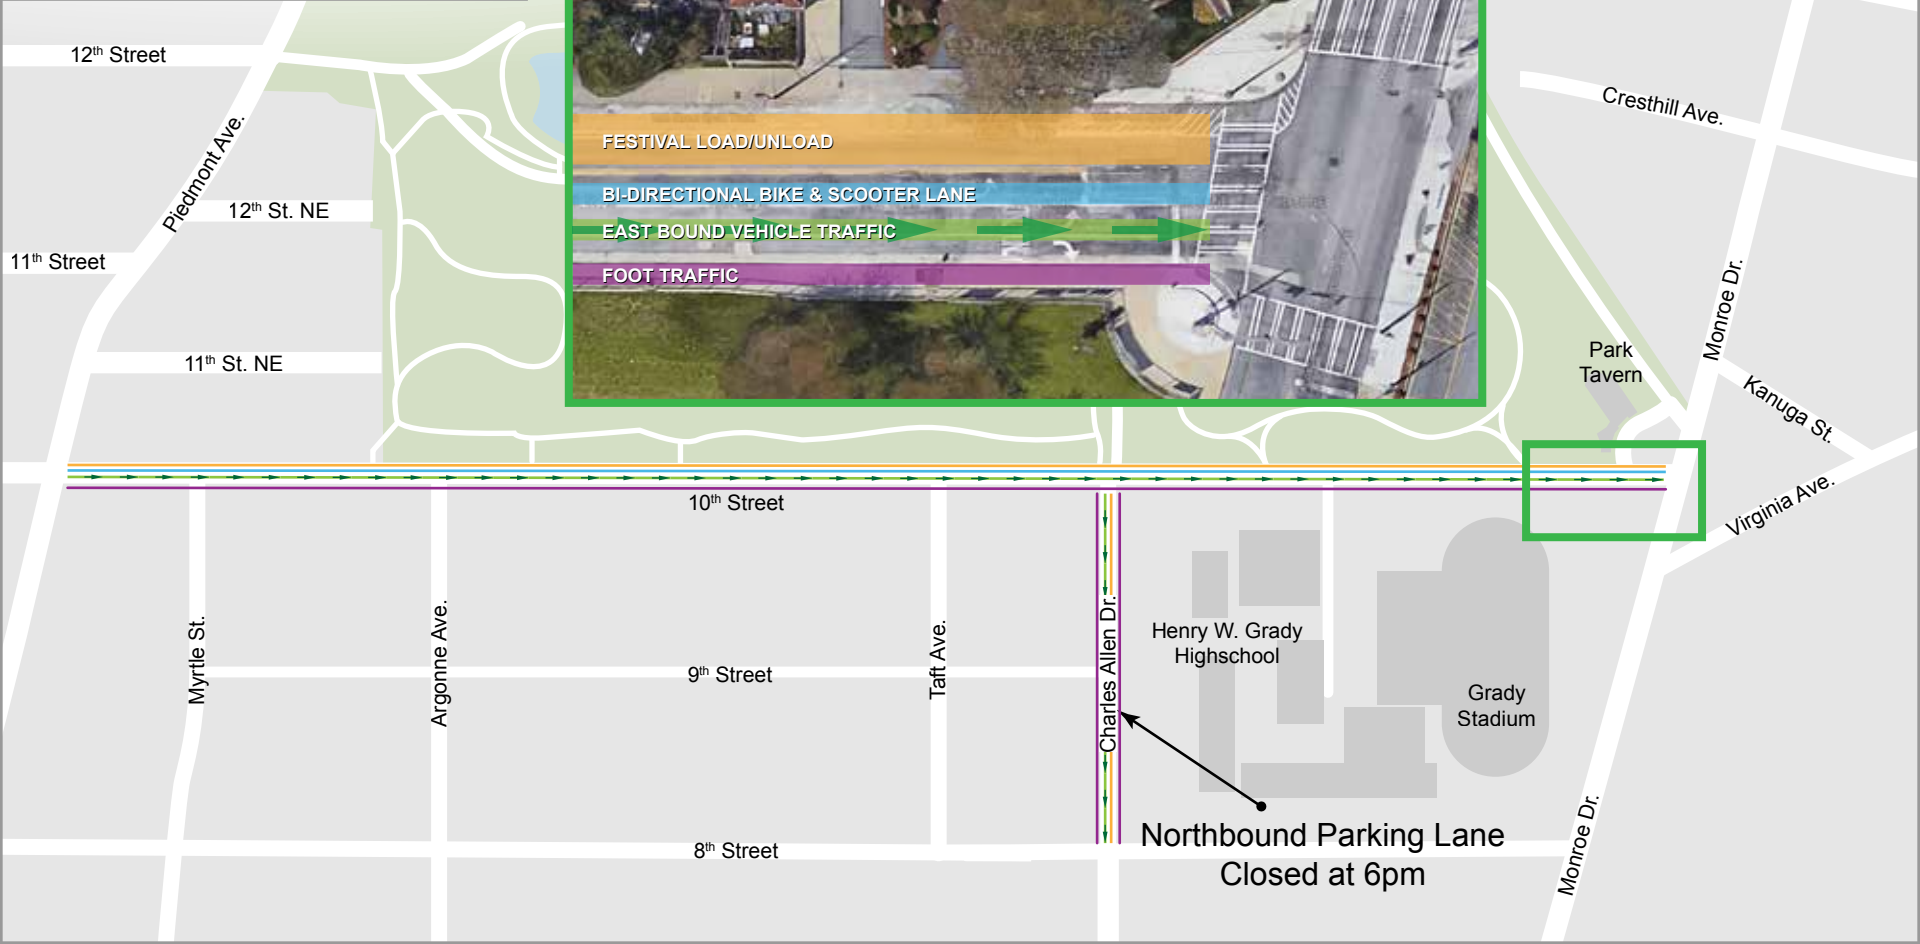 12th Street
Piedmont Ave.
12th St. NE
11th Street
11th St. NE
FESTIVAL LOAD/UNLOAD
BI-DIRECTIONAL BIKE & SCOOTER LANE
EAST BOUND VEHICLE TRAFFIC
FOOT TRAFFIC
Cresthill Ave.
Monroe Dr.
Park
Tavern
Kanuga St.
Virginia Ave.
10th Street
Myrtle St.
Argonne Ave.
9th Street
Taft Ave.
Charles Allen Dr.
Henry W. Grady
Highschool
Grady
Stadium
8th Street
Northbound Parking Lane
Closed at 6pm
Monroe Dr.